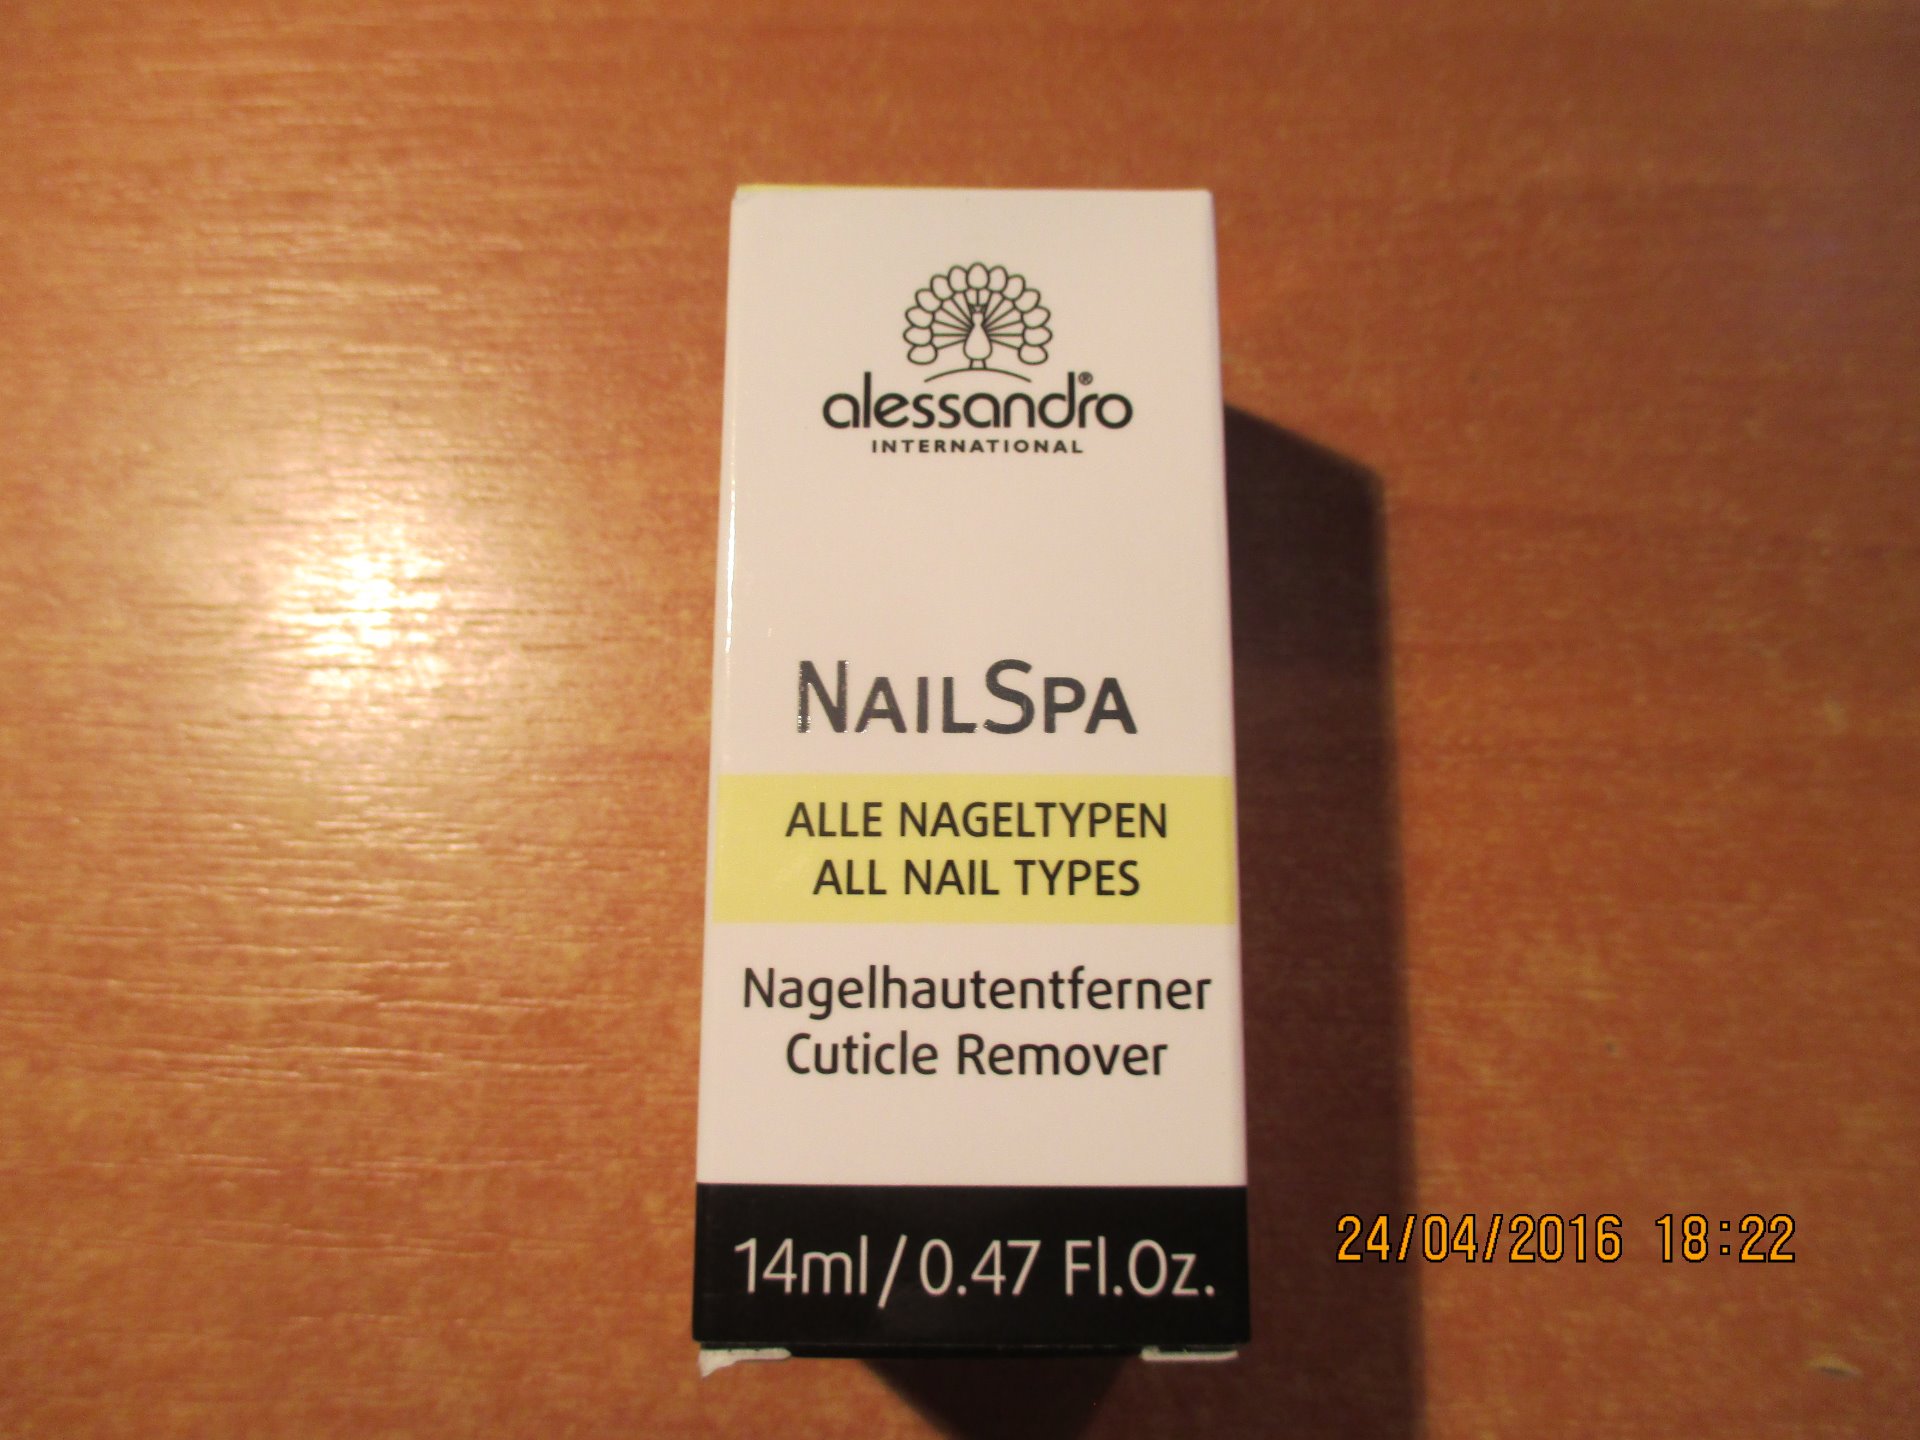 alessandro®
INTERNATIONAL
NAILSPA
ALLE NAGELTYPEN
ALL NAIL TYPES
Nagelhautentferner
Cuticle Remover
14ml/0.47 Fl.Oz.
24/04/2016 18:22